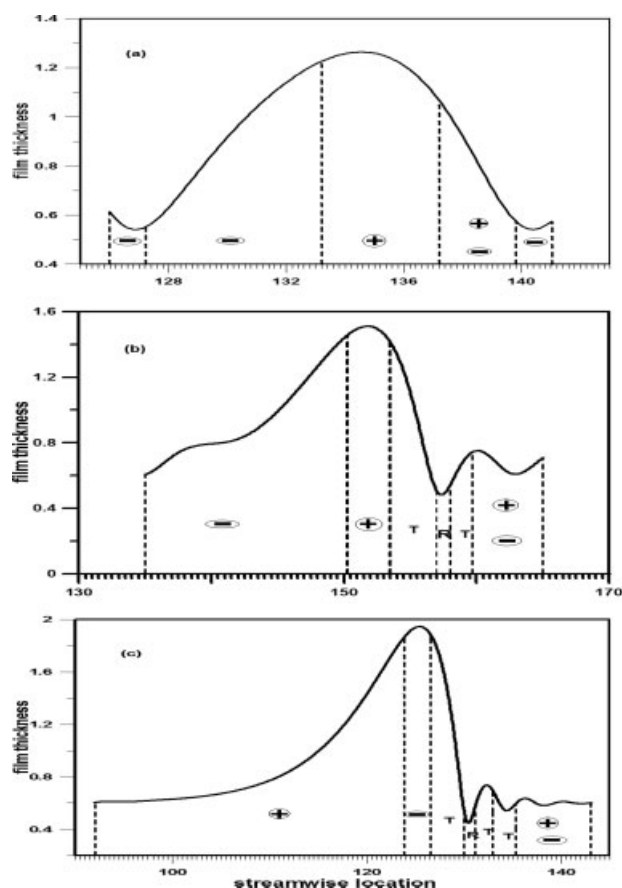 1.4
(a)
1.2
1
0.8
0.6
0.4
film thickness
+
− − + − −
128 132 136 140
1.6
(b)
1.2
0.8
0.4
0
film thickness
+
− + T R T −
130 150 170
2
(c)
1.6
1.2
0.8
0.4
film thickness
+ − T R T T +
−
100 120 140
streamwise location